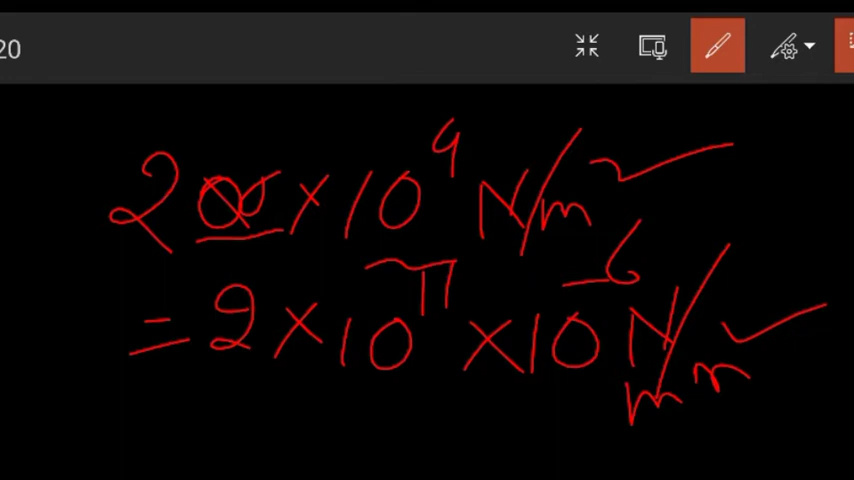 20
200 × 10⁹ N/m²
= 2 × 10¹¹ × 10⁻⁶ N/mm²